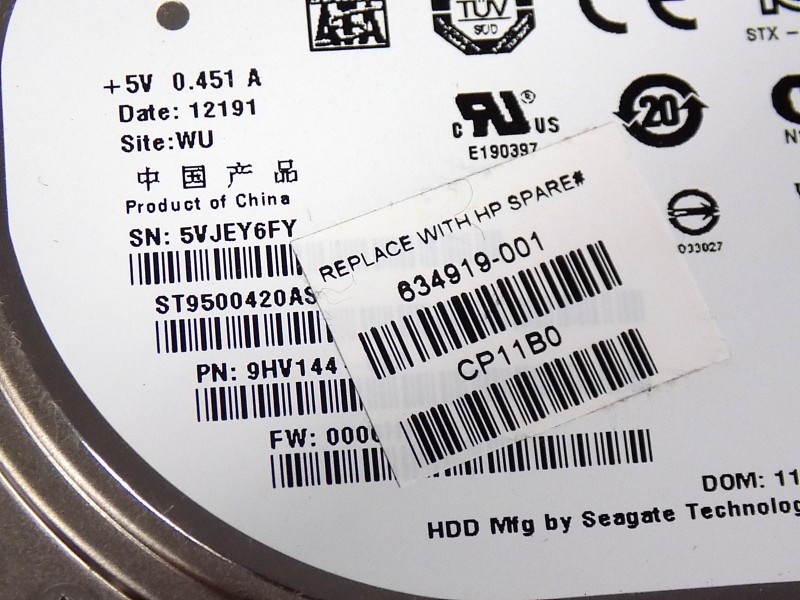 SATA
TÜV
SÜD
CE
STX -
+5V 0.451 A
Date: 12191
Site:WU
中国产品
Product of China
SN: 5VJEY6FY
ST9500420AS
PN: 9HV144
FW: 000
c RU ® US
E190397
20
033027
REPLACE WITH HP SPARE#
634919-001
CP11B0
DOM: 11
HDD Mfg by Seagate Technolog